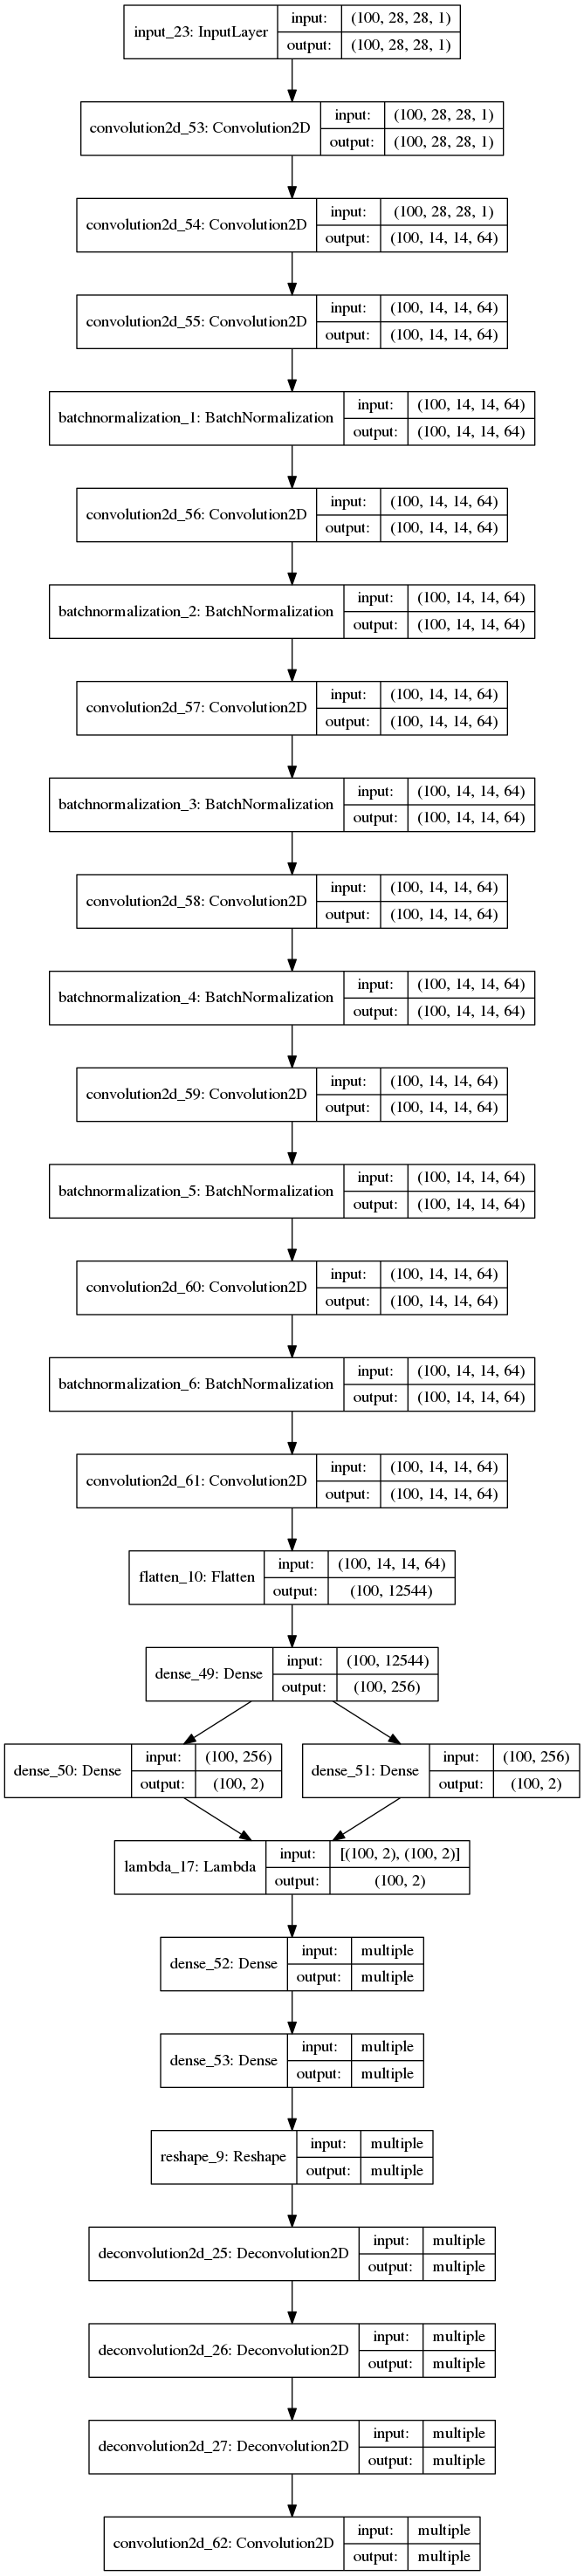 input_23: InputLayer
input: (100, 28, 28, 1)
output: (100, 28, 28, 1)
convolution2d_53: Convolution2D
input: (100, 28, 28, 1)
output: (100, 28, 28, 1)
convolution2d_54: Convolution2D
input: (100, 28, 28, 1)
output: (100, 14, 14, 64)
convolution2d_55: Convolution2D
input: (100, 14, 14, 64)
output: (100, 14, 14, 64)
batchnormalization_1: BatchNormalization
input: (100, 14, 14, 64)
output: (100, 14, 14, 64)
convolution2d_56: Convolution2D
input: (100, 14, 14, 64)
output: (100, 14, 14, 64)
batchnormalization_2: BatchNormalization
input: (100, 14, 14, 64)
output: (100, 14, 14, 64)
convolution2d_57: Convolution2D
input: (100, 14, 14, 64)
output: (100, 14, 14, 64)
batchnormalization_3: BatchNormalization
input: (100, 14, 14, 64)
output: (100, 14, 14, 64)
convolution2d_58: Convolution2D
input: (100, 14, 14, 64)
output: (100, 14, 14, 64)
batchnormalization_4: BatchNormalization
input: (100, 14, 14, 64)
output: (100, 14, 14, 64)
convolution2d_59: Convolution2D
input: (100, 14, 14, 64)
output: (100, 14, 14, 64)
batchnormalization_5: BatchNormalization
input: (100, 14, 14, 64)
output: (100, 14, 14, 64)
convolution2d_60: Convolution2D
input: (100, 14, 14, 64)
output: (100, 14, 14, 64)
batchnormalization_6: BatchNormalization
input: (100, 14, 14, 64)
output: (100, 14, 14, 64)
convolution2d_61: Convolution2D
input: (100, 14, 14, 64)
output: (100, 14, 14, 64)
flatten_10: Flatten
input: (100, 14, 14, 64)
output: (100, 12544)
dense_49: Dense
input: (100, 12544)
output: (100, 256)
dense_50: Dense
input: (100, 256)
output: (100, 2)
dense_51: Dense
input: (100, 256)
output: (100, 2)
lambda_17: Lambda
input: [(100, 2), (100, 2)]
output: (100, 2)
dense_52: Dense
input: multiple
output: multiple
dense_53: Dense
input: multiple
output: multiple
reshape_9: Reshape
input: multiple
output: multiple
deconvolution2d_25: Deconvolution2D
input: multiple
output: multiple
deconvolution2d_26: Deconvolution2D
input: multiple
output: multiple
deconvolution2d_27: Deconvolution2D
input: multiple
output: multiple
convolution2d_62: Convolution2D
input: multiple
output: multiple